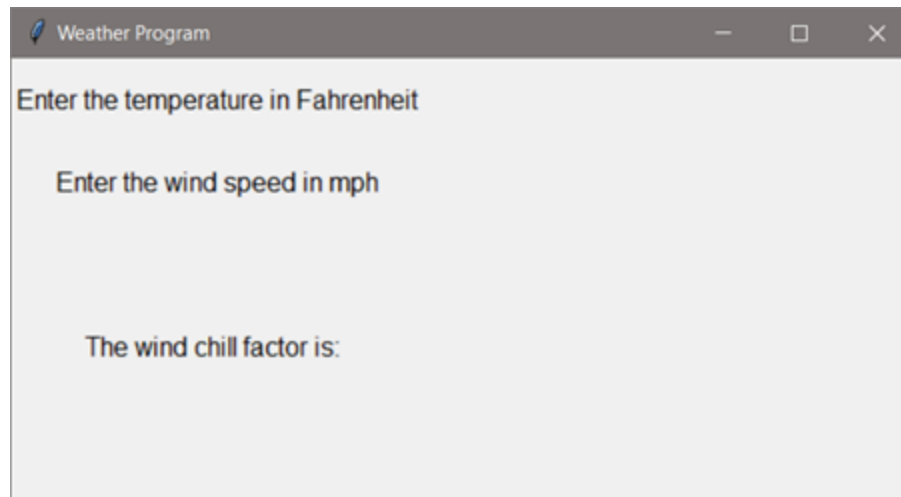 Weather Program
Enter the temperature in Fahrenheit
Enter the wind speed in mph
The wind chill factor is: